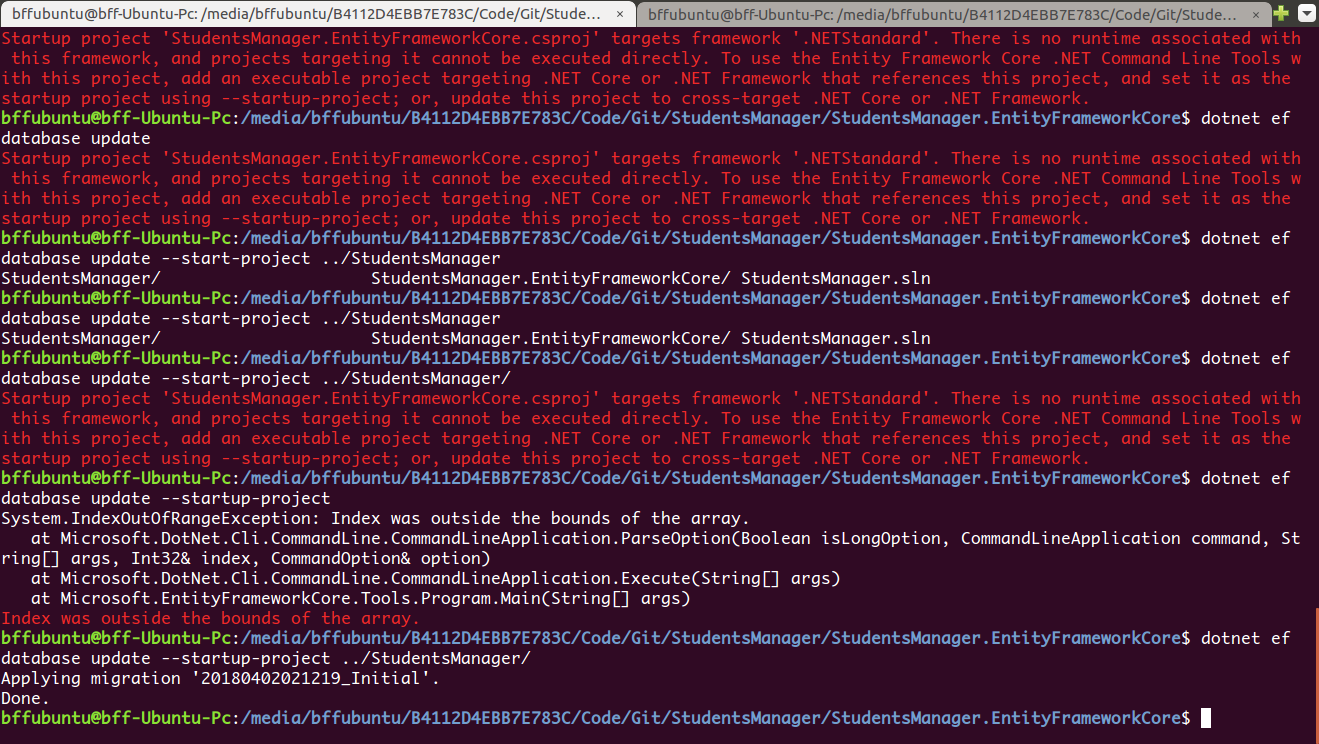 bffubuntu@bff-Ubuntu-Pc: /media/bffubuntu/B4112D4EBB7E783C/Code/Git/Stude... ×
bffubuntu@bff-Ubuntu-Pc: /media/bffubuntu/B4112D4EBB7E783C/Code/Git/Stude... ×
Startup project 'StudentsManager.EntityFrameworkCore.csproj' targets framework '.NETStandard'. There is no runtime associated with
 this framework, and projects targeting it cannot be executed directly. To use the Entity Framework Core .NET Command Line Tools w
ith this project, add an executable project targeting .NET Core or .NET Framework that references this project, and set it as the
startup project using --startup-project; or, update this project to cross-target .NET Core or .NET Framework.
bffubuntu@bff-Ubuntu-Pc:/media/bffubuntu/B4112D4EBB7E783C/Code/Git/StudentsManager/StudentsManager.EntityFrameworkCore$ dotnet ef
database update
Startup project 'StudentsManager.EntityFrameworkCore.csproj' targets framework '.NETStandard'. There is no runtime associated with
 this framework, and projects targeting it cannot be executed directly. To use the Entity Framework Core .NET Command Line Tools w
ith this project, add an executable project targeting .NET Core or .NET Framework that references this project, and set it as the
startup project using --startup-project; or, update this project to cross-target .NET Core or .NET Framework.
bffubuntu@bff-Ubuntu-Pc:/media/bffubuntu/B4112D4EBB7E783C/Code/Git/StudentsManager/StudentsManager.EntityFrameworkCore$ dotnet ef
database update --start-project ../StudentsManager
StudentsManager/                     StudentsManager.EntityFrameworkCore/ StudentsManager.sln
bffubuntu@bff-Ubuntu-Pc:/media/bffubuntu/B4112D4EBB7E783C/Code/Git/StudentsManager/StudentsManager.EntityFrameworkCore$ dotnet ef
database update --start-project ../StudentsManager
StudentsManager/                     StudentsManager.EntityFrameworkCore/ StudentsManager.sln
bffubuntu@bff-Ubuntu-Pc:/media/bffubuntu/B4112D4EBB7E783C/Code/Git/StudentsManager/StudentsManager.EntityFrameworkCore$ dotnet ef
database update --start-project ../StudentsManager/
Startup project 'StudentsManager.EntityFrameworkCore.csproj' targets framework '.NETStandard'. There is no runtime associated with
 this framework, and projects targeting it cannot be executed directly. To use the Entity Framework Core .NET Command Line Tools w
ith this project, add an executable project targeting .NET Core or .NET Framework that references this project, and set it as the
startup project using --startup-project; or, update this project to cross-target .NET Core or .NET Framework.
bffubuntu@bff-Ubuntu-Pc:/media/bffubuntu/B4112D4EBB7E783C/Code/Git/StudentsManager/StudentsManager.EntityFrameworkCore$ dotnet ef
database update --startup-project
System.IndexOutOfRangeException: Index was outside the bounds of the array.
   at Microsoft.DotNet.Cli.CommandLine.CommandLineApplication.ParseOption(Boolean isLongOption, CommandLineApplication command, St
ring[] args, Int32& index, CommandOption& option)
   at Microsoft.DotNet.Cli.CommandLine.CommandLineApplication.Execute(String[] args)
   at Microsoft.EntityFrameworkCore.Tools.Program.Main(String[] args)
Index was outside the bounds of the array.
bffubuntu@bff-Ubuntu-Pc:/media/bffubuntu/B4112D4EBB7E783C/Code/Git/StudentsManager/StudentsManager.EntityFrameworkCore$ dotnet ef
database update --startup-project ../StudentsManager/
Applying migration '20180402021219_Initial'.
Done.
bffubuntu@bff-Ubuntu-Pc:/media/bffubuntu/B4112D4EBB7E783C/Code/Git/StudentsManager/StudentsManager.EntityFrameworkCore$